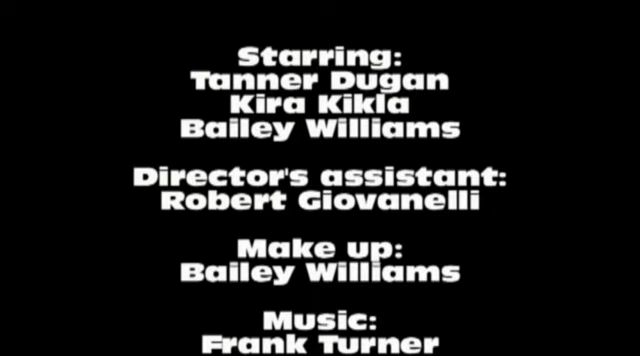 Starring:
Tanner Dugan
Kira Kikla
Bailey Williams
Director's assistant:
Robert Giovanelli
Make up:
Bailey Williams
Music:
Frank Turner